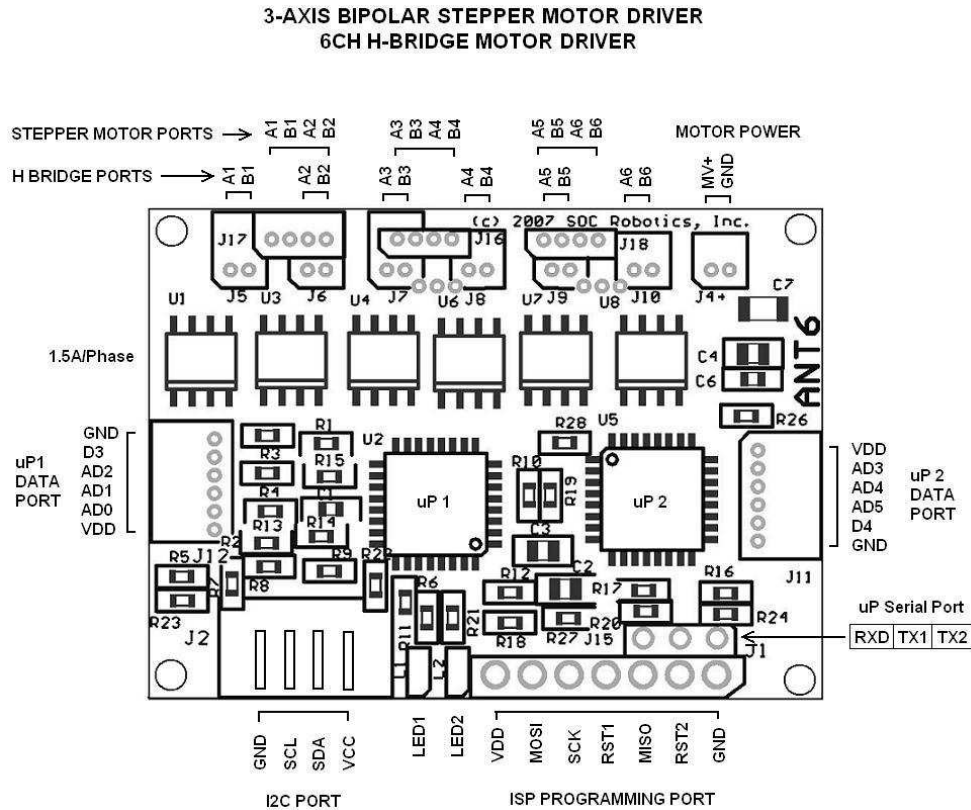 3-AXIS BIPOLAR STEPPER MOTOR DRIVER
6CH H-BRIDGE MOTOR DRIVER
STEPPER MOTOR PORTS
A1 B1 A2 B2
A3 B3 A4 B4
A5 B5 A6 B6
MOTOR POWER
H BRIDGE PORTS
A1 B1
A2 B2
A3 B3
A4 B4
A5 B5
A6 B6
MV+ GND
(c) 2007 SOC Robotics, Inc.
J17
J16
J18
J5
J6
J7
J8
J9
J10
J4+
U1
U3
U4
U6
U7
U8
C7
1.5A/Phase
C4
C6
ANT6
R26
uP1
DATA
PORT
GND
D3
AD2
AD1
AD0
VDD
R1
R3
R15
R4
C1
R13
R14
R2
J12
R5
R7
R8
R9
R23
R23
J2
U2
uP 1
R28
U5
R10
R19
C3
uP 2
VDD
AD3
AD4
AD5
D4
GND
uP 2
DATA
PORT
J11
R6
R11
R21
R12
C2
R17
R16
R18
R27
R20
R24
J15
J1
L1
L2
uP Serial Port
RXD TX1 TX2
GND
SCL
SDA
VCC
I2C PORT
LED1
LED2
VDD
MOSI
SCK
RST1
MISO
RST2
GND
ISP PROGRAMMING PORT